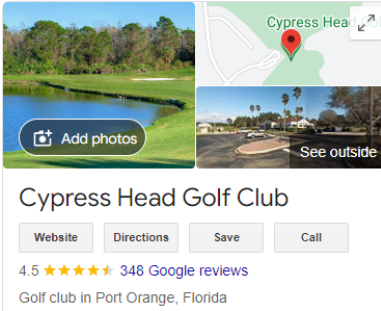 Cypress Head Go
Add photos
See outside
Cypress Head Golf Club
Website Directions Save Call
4.5 348 Google reviews
Golf club in Port Orange, Florida